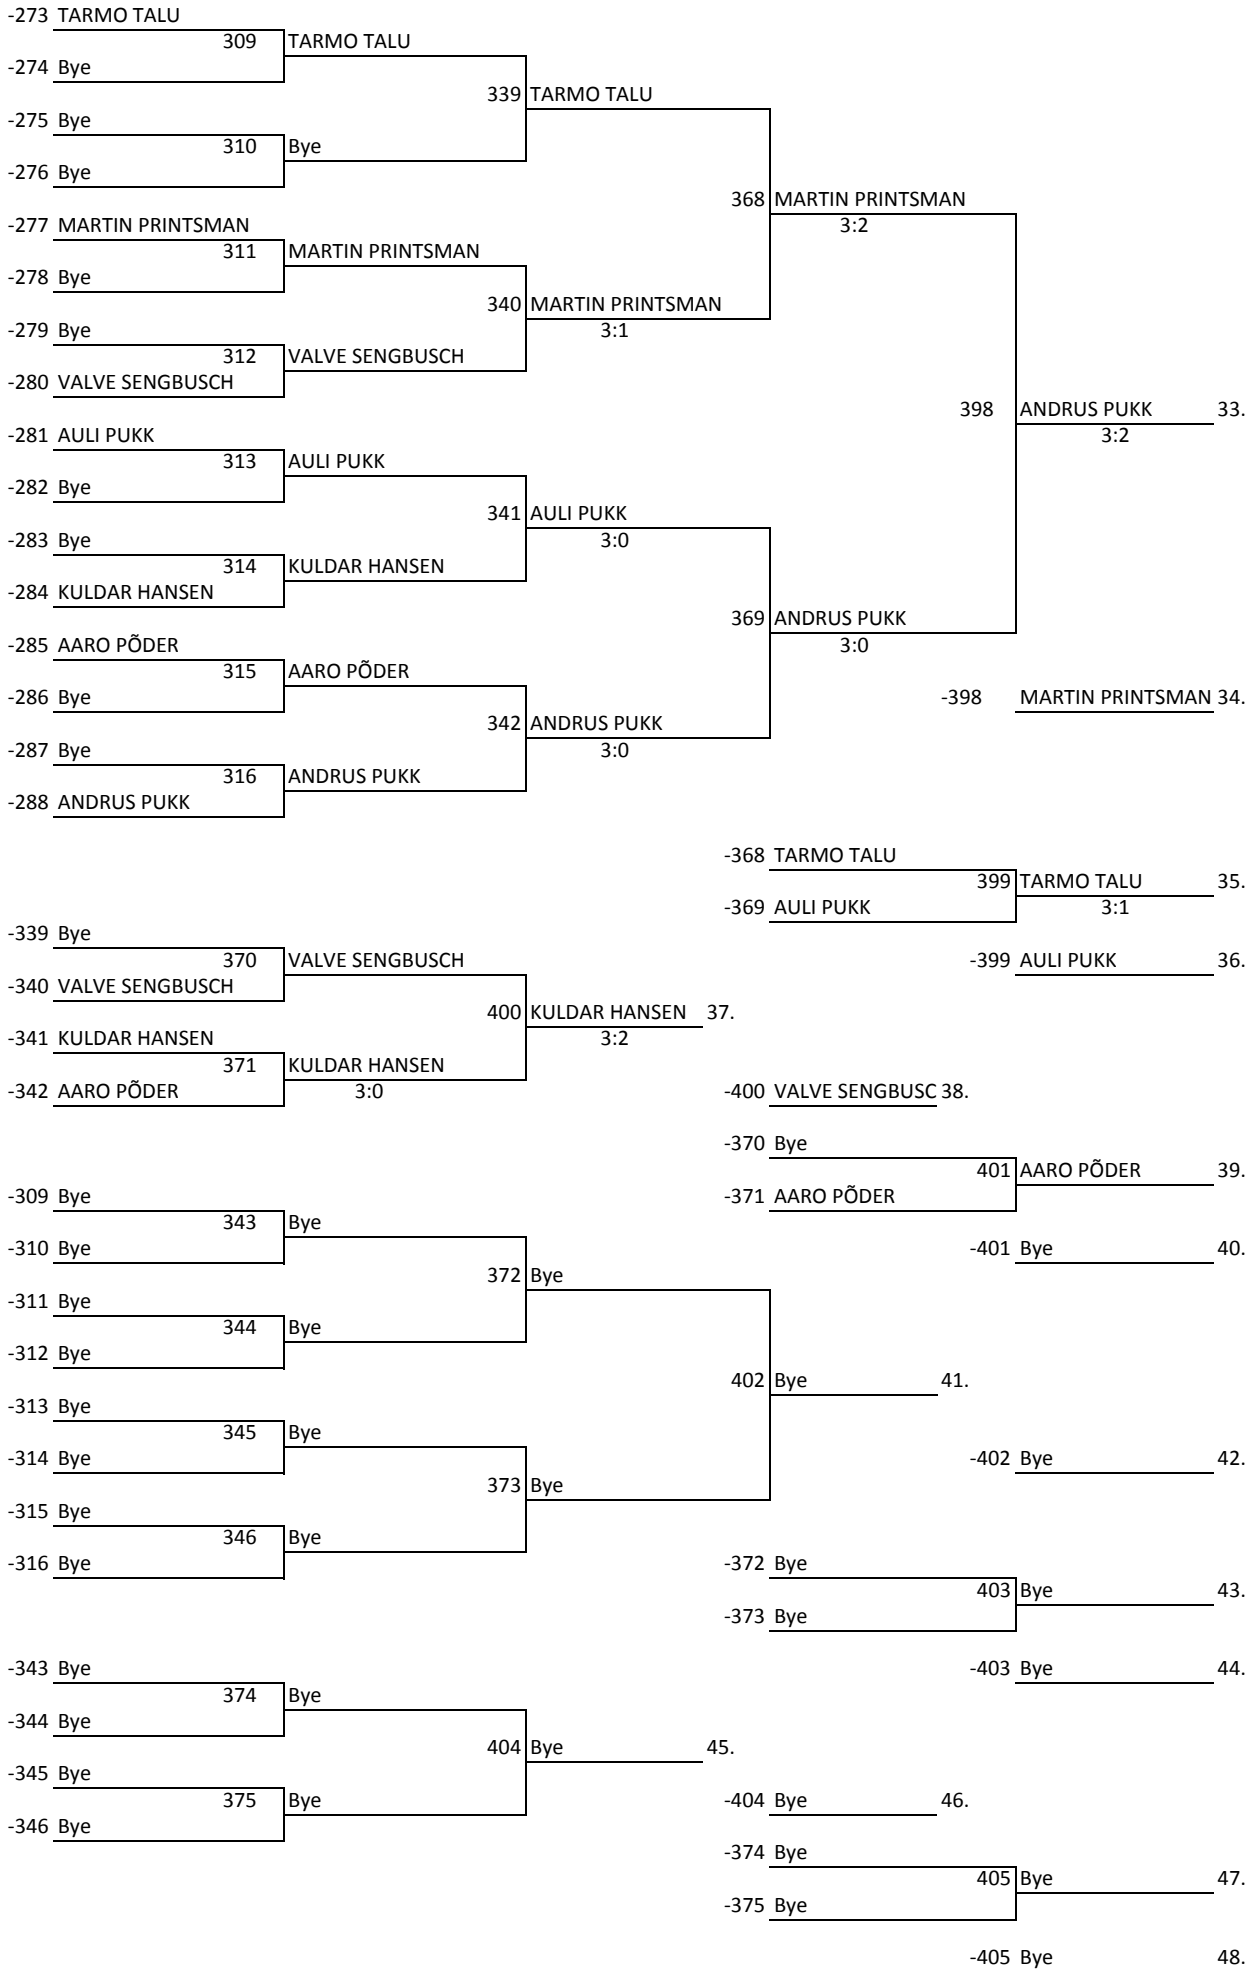 -273 TARMO TALU
309 TARMO TALU
-274 Bye
339 TARMO TALU
-275 Bye
310 Bye
-276 Bye
368 MARTIN PRINTSMAN
-277 MARTIN PRINTSMAN
3:2
311 MARTIN PRINTSMAN
-278 Bye
340 MARTIN PRINTSMAN
-279 Bye
3:1
312 VALVE SENGBUSCH
-280 VALVE SENGBUSCH
398 ANDRUS PUKK 33.
-281 AULI PUKK
3:2
313 AULI PUKK
-282 Bye
341 AULI PUKK
-283 Bye
3:0
314 KULDAR HANSEN
-284 KULDAR HANSEN
369 ANDRUS PUKK
-285 AARO PÕDER
3:0
315 AARO PÕDER
-286 Bye
-398 MARTIN PRINTSMAN 34.
342 ANDRUS PUKK
-287 Bye
3:0
316 ANDRUS PUKK
-288 ANDRUS PUKK
-368 TARMO TALU
399 TARMO TALU 35.
-369 AULI PUKK
3:1
-339 Bye
370 VALVE SENGBUSCH
-399 AULI PUKK 36.
-340 VALVE SENGBUSCH
400 KULDAR HANSEN 37.
-341 KULDAR HANSEN
3:2
371 KULDAR HANSEN
-342 AARO PÕDER
3:0
-400 VALVE SENGBUSC 38.
-370 Bye
401 AARO PÕDER 39.
-309 Bye
-371 AARO PÕDER
343 Bye
-310 Bye
-401 Bye 40.
372 Bye
-311 Bye
344 Bye
-312 Bye
402 Bye 41.
-313 Bye
345 Bye
-314 Bye
-402 Bye 42.
373 Bye
-315 Bye
346 Bye
-316 Bye
-372 Bye
403 Bye 43.
-373 Bye
-343 Bye
-403 Bye 44.
374 Bye
-344 Bye
404 Bye 45.
-345 Bye
375 Bye
-404 Bye 46.
-346 Bye
-374 Bye
405 Bye 47.
-375 Bye
-405 Bye 48.